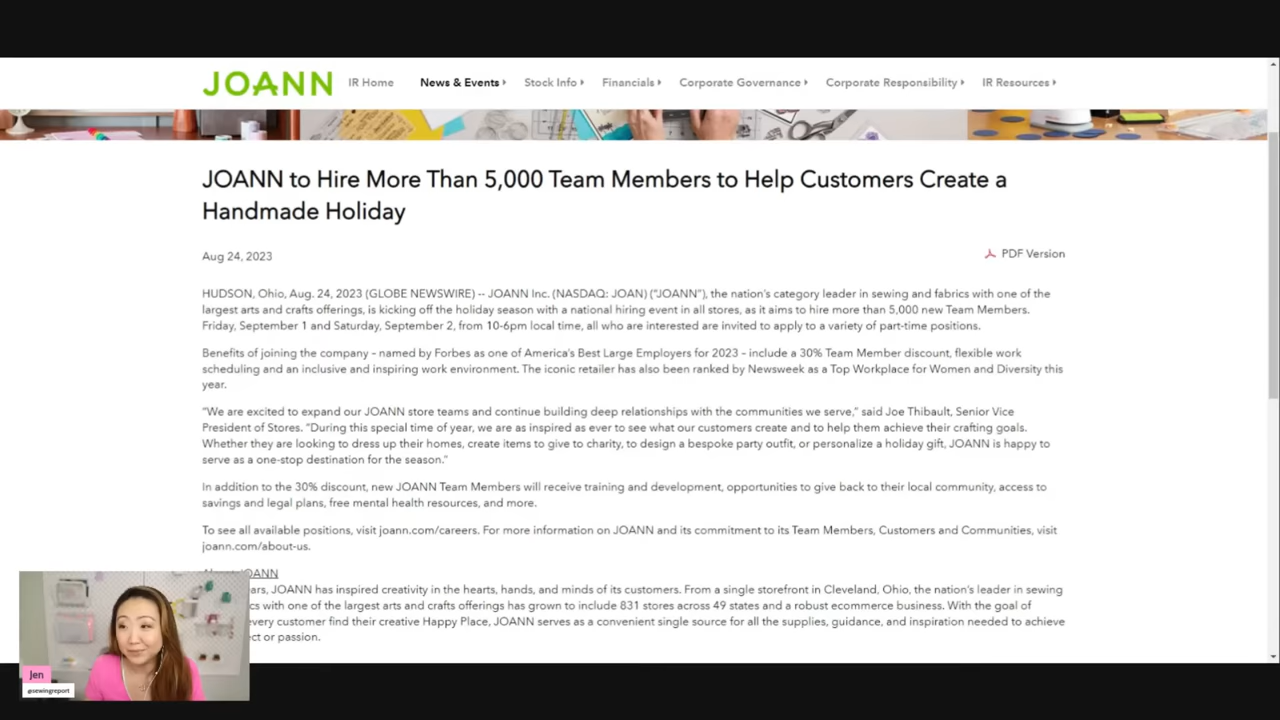 JOANN
IR Home
News & Events
Stock Info
Financials
Corporate Governance
Corporate Responsibility
IR Resources
JOANN to Hire More Than 5,000 Team Members to Help Customers Create a
Handmade Holiday
Aug 24, 2023
PDF Version
HUDSON, Ohio, Aug. 24, 2023 (GLOBE NEWSWIRE) -- JOANN Inc. (NASDAQ: JOAN) ("JOANN"), the nation's category leader in sewing and fabrics with one of the
largest arts and crafts offerings, is kicking off the holiday season with a national hiring event in all stores, as it aims to hire more than 5,000 new Team Members.
Friday, September 1 and Saturday, September 2, from 10-6pm local time, all who are interested are invited to apply to a variety of part-time positions.
Benefits of joining the company – named by Forbes as one of America's Best Large Employers for 2023 – include a 30% Team Member discount, flexible work
scheduling and an inclusive and inspiring work environment. The iconic retailer has also been ranked by Newsweek as a Top Workplace for Women and Diversity this
year.
"We are excited to expand our JOANN store teams and continue building deep relationships with the communities we serve," said Joe Thibault, Senior Vice
President of Stores. "During this special time of year, we are as inspired as ever to see what our customers create and to help them achieve their crafting goals.
Whether they are looking to dress up their homes, create items to give to charity, to design a bespoke party outfit, or personalize a holiday gift, JOANN is happy to
serve as a one-stop destination for the season."
In addition to the 30% discount, new JOANN Team Members will receive training and development, opportunities to give back to their local community, access to
savings and legal plans, free mental health resources, and more.
To see all available positions, visit joann.com/careers. For more information on JOANN and its commitment to its Team Members, Customers and Communities, visit
joann.com/about-us.
JOANN
JOANN has inspired creativity in the hearts, hands, and minds of its customers. From a single storefront in Cleveland, Ohio, the nation's leader in sewing
with one of the largest arts and crafts offerings has grown to include 831 stores across 49 states and a robust ecommerce business. With the goal of
every customer find their creative Happy Place, JOANN serves as a convenient single source for all the supplies, guidance, and inspiration needed to achieve
or passion.
Jen
@sewingreport